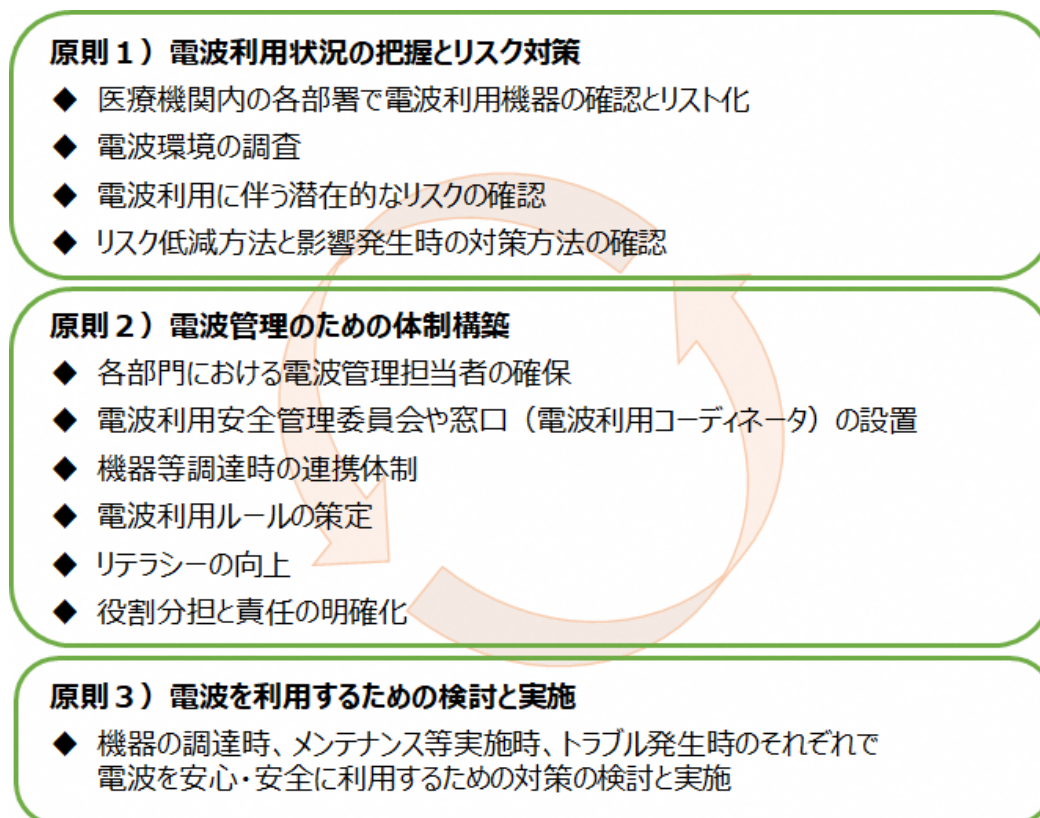 原則１）電波利用状況の把握とリスク対策
◆ 医療機関内の各部署で電波利用機器の確認とリスト化
◆ 電波環境の調査
◆ 電波利用に伴う潜在的なリスクの確認
◆ リスク低減方法と影響発生時の対策方法の確認
原則２）電波管理のための体制構築
◆ 各部門における電波管理担当者の確保
◆ 電波利用安全管理委員会や窓口（電波利用コーディネータ）の設置
◆ 機器等調達時の連携体制
◆ 電波利用ルールの策定
◆ リテラシーの向上
◆ 役割分担と責任の明確化
原則３）電波を利用するための検討と実施
◆ 機器の調達時、メンテナンス等実施時、トラブル発生時のそれぞれで
電波を安心・安全に利用するための対策の検討と実施